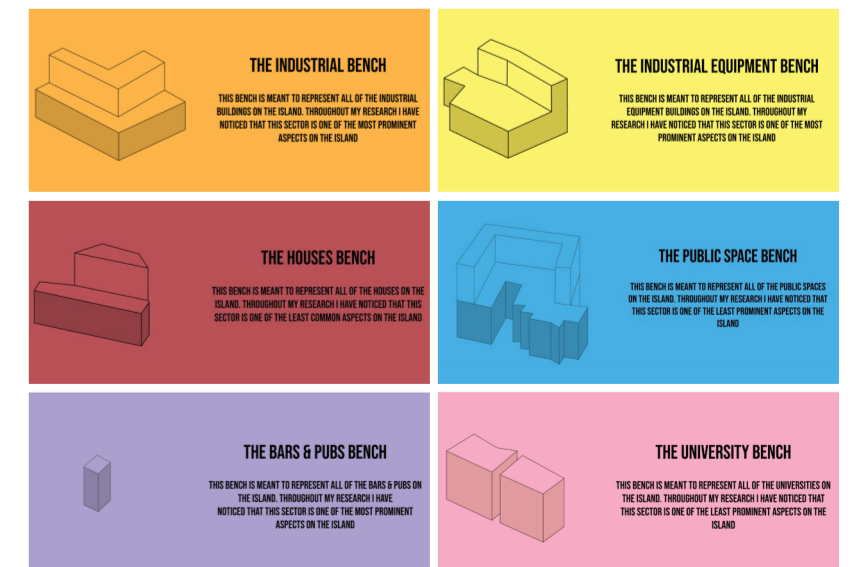 THE INDUSTRIAL BENCH
THIS BENCH IS MEANT TO REPRESENT ALL OF THE INDUSTRIAL
BUILDINGS ON THE ISLAND. THROUGHOUT MY RESEARCH I HAVE
NOTICED THAT THIS SECTOR IS ONE OF THE MOST PROMINENT
ASPECTS ON THE ISLAND
THE INDUSTRIAL EQUIPMENT BENCH
THIS BENCH IS MEANT TO REPRESENT ALL OF THE INDUSTRIAL
EQUIPMENT BUILDINGS ON THE ISLAND. THROUGHOUT MY
RESEARCH I HAVE NOTICED THAT THIS SECTOR IS ONE OF THE MOST
PROMINENT ASPECTS ON THE ISLAND
THE HOUSES BENCH
THIS BENCH IS MEANT TO REPRESENT ALL OF THE HOUSES ON THE
ISLAND. THROUGHOUT MY RESEARCH I HAVE NOTICED THAT THIS
SECTOR IS ONE OF THE LEAST COMMON ASPECTS ON THE ISLAND
THE PUBLIC SPACE BENCH
THIS BENCH IS MEANT TO REPRESENT ALL OF THE PUBLIC SPACES
ON THE ISLAND. THROUGHOUT MY RESEARCH I HAVE NOTICED THAT
THIS SECTOR IS ONE OF THE LEAST PROMINENT ASPECTS ON THE
ISLAND
THE BARS & PUBS BENCH
THIS BENCH IS MEANT TO REPRESENT ALL OF THE BARS & PUBS ON
THE ISLAND. THROUGHOUT MY RESEARCH I HAVE
NOTICED THAT THIS SECTOR IS ONE OF THE MOST PROMINENT
ASPECTS ON THE ISLAND
THE UNIVERSITY BENCH
THIS BENCH IS MEANT TO REPRESENT ALL OF THE UNIVERSITIES ON
THE ISLAND. THROUGHOUT MY RESEARCH I HAVE NOTICED THAT
THIS SECTOR IS ONE OF THE LEAST PROMINENT ASPECTS ON THE
ISLAND